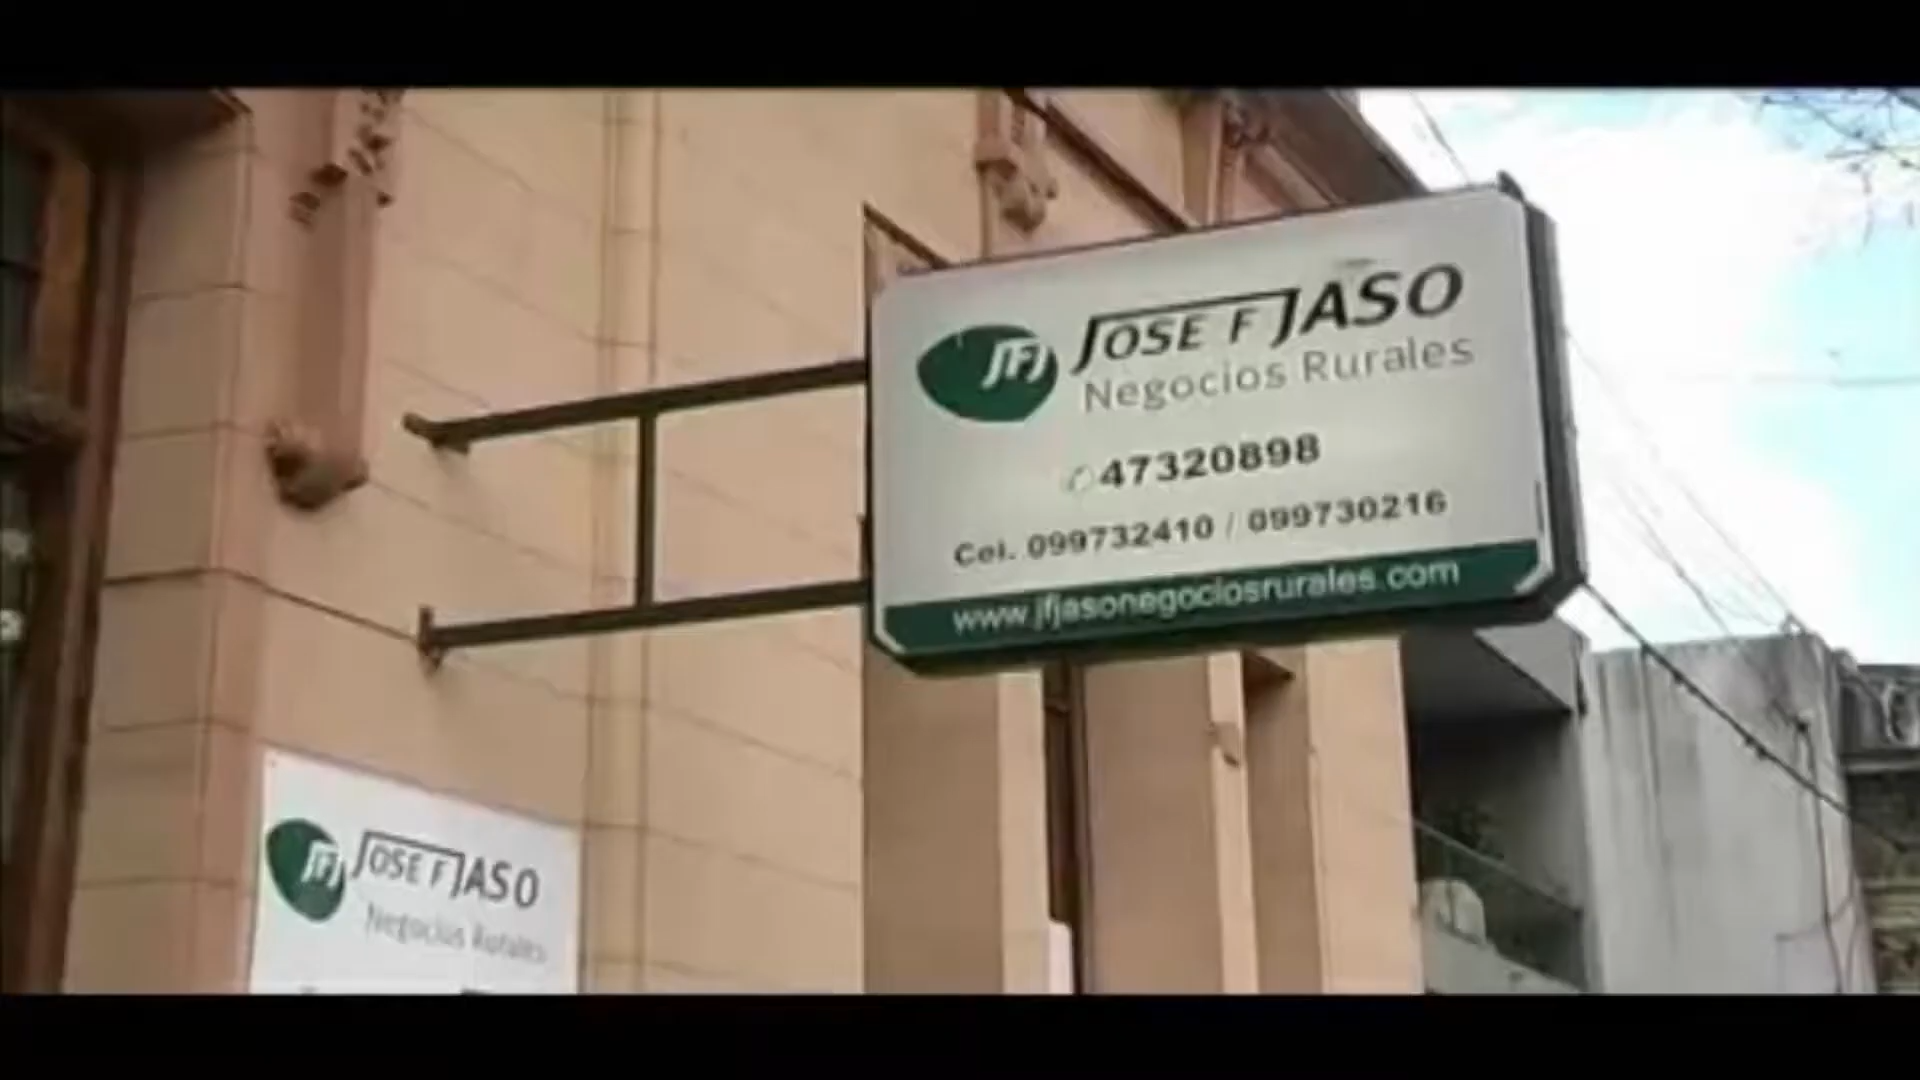 JFJ
JOSE F JASO
Negocios Rurales
47320898
Cel. 099732410 / 099730216
www.jfjasonegociosrurales.com
JFJ
JOSE F JASO
Negocios Rurales